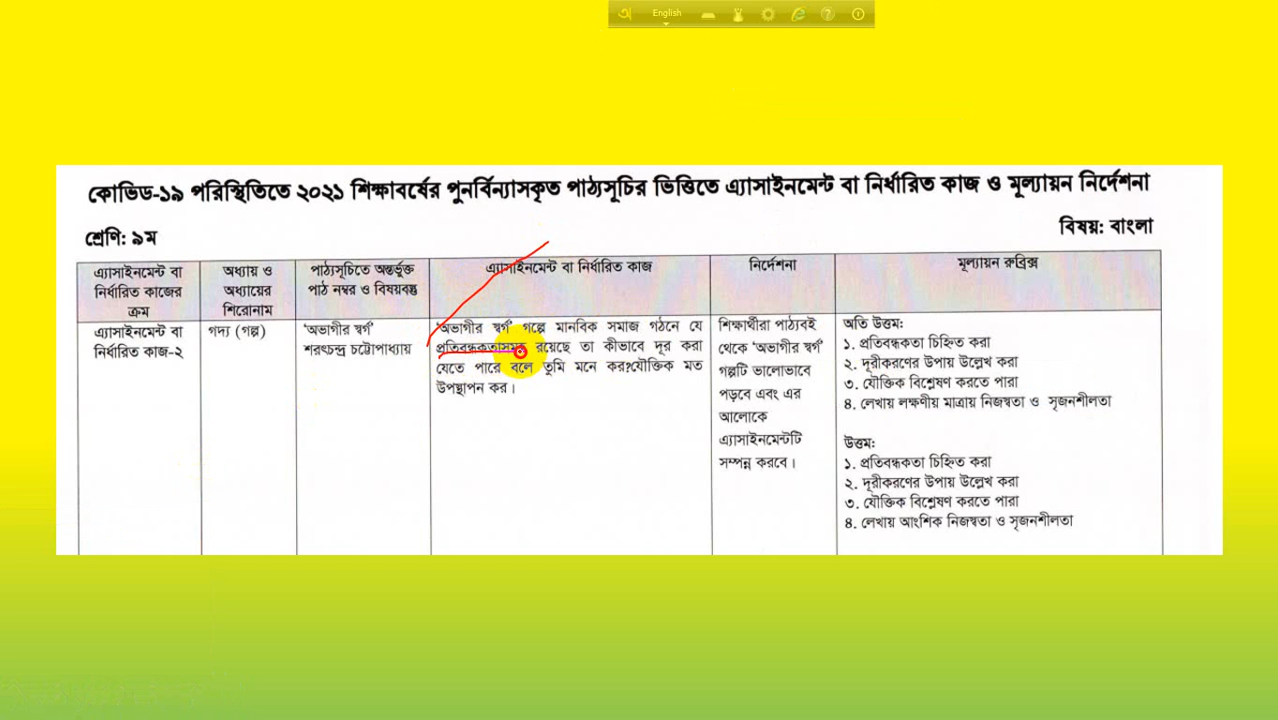 English
কোভিড-১৯ পরিস্থিতিতে ২০২১ শিক্ষাবর্ষের পুনর্বিন্যাসকৃত পাঠ্যসূচির ভিত্তিতে এ্যাসাইনমেন্ট বা নির্ধারিত কাজ ও মূল্যায়ন নির্দেশনা
শ্রেণি: ৯ম
বিষয়: বাংলা
এ্যাসাইনমেন্ট বা
নির্ধারিত কাজের
ক্রম
অধ্যায় ও
অধ্যায়ের
শিরোনাম
পাঠ্যসূচিতে অন্তর্ভূক্ত
পাঠ নম্বর ও বিষয়বস্তু
এ্যাসাইনমেন্ট বা নির্ধারিত কাজ
নির্দেশনা
মূল্যায়ন রুব্রিক্স
এ্যাসাইনমেন্ট বা
নির্ধারিত কাজ-২
গদ্য (গল্প)
'অভাগীর স্বর্গ'
শরৎচন্দ্র চট্টোপাধ্যায়
'অভাগীর স্বর্গ' গল্পে মানবিক সমাজ গঠনে যে
প্রতিবন্ধকতাসমূহ রয়েছে তা কীভাবে দূর করা
যেতে পারে বলে তুমি মনে কর?যৌক্তিক মত
উপস্থাপন কর।
শিক্ষার্থীরা পাঠ্যবই
থেকে 'অভাগীর স্বর্গ'
গল্পটি ভালোভাবে
পড়বে এবং এর
আলোকে
এ্যাসাইনমেন্টটি
সম্পন্ন করবে।
অতি উত্তম:
১. প্রতিবন্ধকতা চিহ্নিত করা
২. দূরীকরণের উপায় উল্লেখ করা
৩. যৌক্তিক বিশ্লেষণ করতে পারা
৪. লেখায় লক্ষণীয় মাত্রায় নিজস্বতা ও সৃজনশীলতা
উত্তম:
১. প্রতিবন্ধকতা চিহ্নিত করা
২. দূরীকরণের উপায় উল্লেখ করা
৩. যৌক্তিক বিশ্লেষণ করতে পারা
৪. লেখায় আংশিক নিজস্বতা ও সৃজনশীলতা